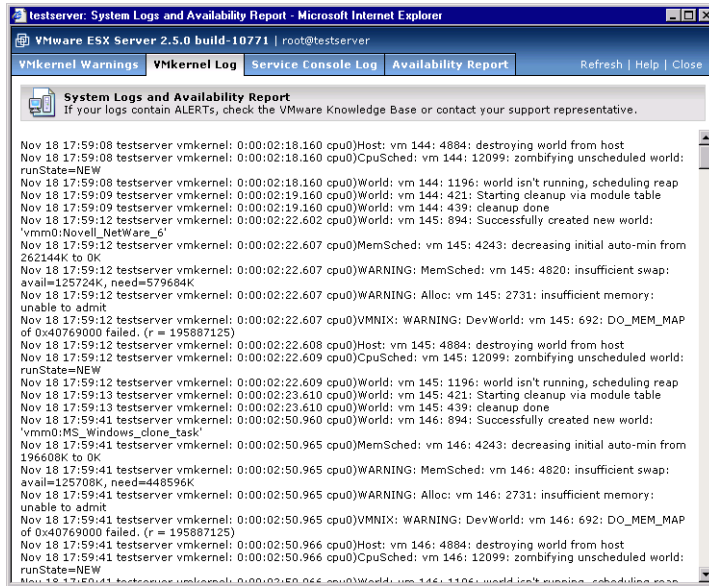 testserver: System Logs and Availability Report - Microsoft Internet Explorer
VMware ESX Server 2.5.0 build-10771 | root@testserver
VMkernel Warnings VMkernel Log Service Console Log Availability Report Refresh | Help | Close
System Logs and Availability Report
If your logs contain ALERTs, check the VMware Knowledge Base or contact your support representative.
Nov 18 17:59:08 testserver vmkernel: 0:00:02:18.160 cpu0)Host: vm 144: 4884: destroying world from host
Nov 18 17:59:08 testserver vmkernel: 0:00:02:18.160 cpu0)CpuSched: vm 144: 12099: zombifying unscheduled world:
runState=NEW
Nov 18 17:59:08 testserver vmkernel: 0:00:02:18.160 cpu0)World: vm 144: 1196: world isn't running, scheduling reap
Nov 18 17:59:09 testserver vmkernel: 0:00:02:19.160 cpu0)World: vm 144: 421: Starting cleanup via module table
Nov 18 17:59:09 testserver vmkernel: 0:00:02:19.160 cpu0)World: vm 144: 439: cleanup done
Nov 18 17:59:12 testserver vmkernel: 0:00:02:22.602 cpu0)World: vm 145: 894: Successfully created new world:
'vmm0:Novell_NetWare_6'
Nov 18 17:59:12 testserver vmkernel: 0:00:02:22.607 cpu0)MemSched: vm 145: 4243: decreasing initial auto-min from
262144K to 0K
Nov 18 17:59:12 testserver vmkernel: 0:00:02:22.607 cpu0)WARNING: MemSched: vm 145: 4820: insufficient swap:
avail=125724K, need=579684K
Nov 18 17:59:12 testserver vmkernel: 0:00:02:22.607 cpu0)WARNING: Alloc: vm 145: 2731: insufficient memory:
unable to admit
Nov 18 17:59:12 testserver vmkernel: 0:00:02:22.607 cpu0)VMNIX: WARNING: DevWorld: vm 145: 692: DO_MEM_MAP
of 0x40769000 failed. (r = 195887125)
Nov 18 17:59:12 testserver vmkernel: 0:00:02:22.608 cpu0)Host: vm 145: 4884: destroying world from host
Nov 18 17:59:12 testserver vmkernel: 0:00:02:22.609 cpu0)CpuSched: vm 145: 12099: zombifying unscheduled world:
runState=NEW
Nov 18 17:59:12 testserver vmkernel: 0:00:02:22.609 cpu0)World: vm 145: 1196: world isn't running, scheduling reap
Nov 18 17:59:13 testserver vmkernel: 0:00:02:23.610 cpu0)World: vm 145: 421: Starting cleanup via module table
Nov 18 17:59:13 testserver vmkernel: 0:00:02:23.610 cpu0)World: vm 145: 439: cleanup done
Nov 18 17:59:41 testserver vmkernel: 0:00:02:50.960 cpu0)World: vm 146: 894: Successfully created new world:
'vmm0:MS_Windows_clone_task'
Nov 18 17:59:41 testserver vmkernel: 0:00:02:50.965 cpu0)MemSched: vm 146: 4243: decreasing initial auto-min from
196608K to 0K
Nov 18 17:59:41 testserver vmkernel: 0:00:02:50.965 cpu0)WARNING: MemSched: vm 146: 4820: insufficient swap:
avail=125708K, need=448596K
Nov 18 17:59:41 testserver vmkernel: 0:00:02:50.965 cpu0)WARNING: Alloc: vm 146: 2731: insufficient memory:
unable to admit
Nov 18 17:59:41 testserver vmkernel: 0:00:02:50.966 cpu0)VMNIX: WARNING: DevWorld: vm 146: 692: DO_MEM_MAP
of 0x40769000 failed. (r = 195887125)
Nov 18 17:59:41 testserver vmkernel: 0:00:02:50.966 cpu0)Host: vm 146: 4884: destroying world from host
Nov 18 17:59:41 testserver vmkernel: 0:00:02:50.966 cpu0)CpuSched: vm 146: 12099: zombifying unscheduled world:
runState=NEW
Nov 18 17:59:41 testserver vmkernel: 0:00:02:50.966 cpu0)World: vm 146: 1196: world isn't running, scheduling reap